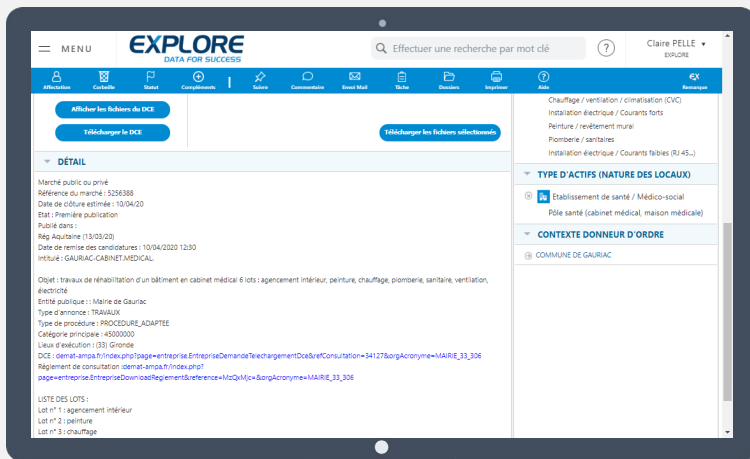 MENU
EXPLORE
DATA FOR SUCCESS
Effectuer une recherche par mot clé
?
Claire PELLE
EXPLORE
Affectation
Corbeille
Statut
Compléments
Suivre
Commentaire
Envoi Mail
Tâche
Dossiers
Imprimer
Aide
Remarque
Afficher les fichiers du DCE
Télécharger le DCE
Télécharger les fichiers sélectionnés
DÉTAIL
Marché public ou privé
Référence du marché : 5256388
Date de clôture estimée : 10/04/20
Etat : Première publication
Publié dans :
Rég Aquitaine (13/03/20)
Date de remise des candidatures : 10/04/2020 12h30
Intitulé : GAURIAC-CABINET.MEDICAL.
Objet : travaux de réhabilitation d'un bâtiment en cabinet médical 6 lots : agencement intérieur, peinture, chauffage, plomberie, sanitaire, ventilation,
électricité
Entité publique : : Mairie de Gauriac
Type d'annonce : TRAVAUX
Type de procédure : PROCEDURE_ADAPTEE
Catégorie principale : 45000000
Lieux d'exécution : (33) Gironde
DCE : demat-ampa.fr/index.php?page=entreprise.EntrepriseDemandeTelechargementDce&refConsultation=34127&orgAcronyme=MAIRIE_33_306
Règlement de consultation :demat-ampa.fr/index.php?
page=entreprise.EntrepriseDownloadReglement&reference=MzQxMjc=&orgAcronyme=MAIRIE_33_306
LISTE DES LOTS :
Lot n° 1 : agencement intérieur
Lot n° 2 : peinture
Lot n° 3 : chauffage
Chauffage / ventilation / climatisation (CVC)
Installation électrique / Courants forts
Peinture / revêtement mural
Plomberie / sanitaires
Installation électrique / Courants faibles (RJ 45...)
TYPE D'ACTIFS (NATURE DES LOCAUX)
Etablissement de santé / Médico-social
Pôle santé (cabinet médical, maison médicale)
CONTEXTE DONNEUR D'ORDRE
COMMUNE DE GAURIAC